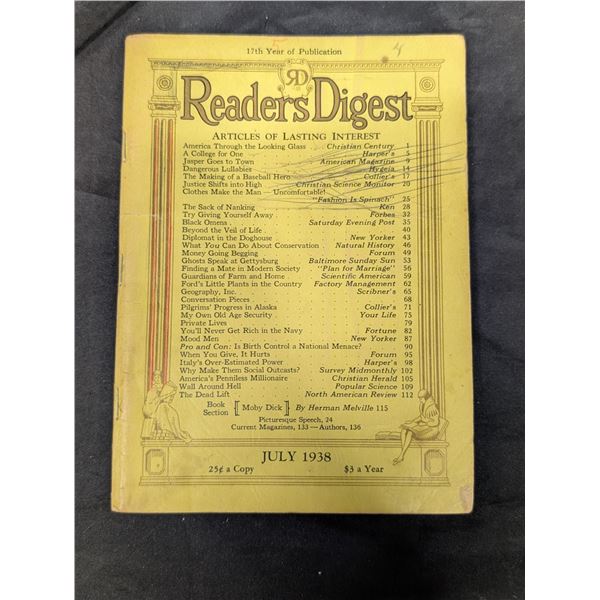 17th Year of Publication
5
RD
Readers Digest
ARTICLES OF LASTING INTEREST
America Through the Looking Glass . . Christian Century 1
A College for One . Harper's 5
Jasper Goes to Town . American Magazine 9
Dangerous Lullabies . Hygeia 14
The Making of a Baseball Hero . Collier's 17
Justice Shifts into High . Christian Science Monitor 20
Clothes Make the Man — Uncomfortable!
"Fashion Is Spinach" 25
The Sack of Nanking . Ken 28
Try Giving Yourself Away . Forbes 32
Black Omens . Saturday Evening Post 35
Beyond the Veil of Life . 40
Diplomat in the Doghouse . New Yorker 43
What You Can Do About Conservation . Natural History 46
Money Going Begging . Forum 49
Ghosts Speak at Gettysburg . Baltimore Sunday Sun 53
Finding a Mate in Modern Society . "Plan for Marriage" 56
Guardians of Farm and Home . Scientific American 59
Ford's Little Plants in the Country . Factory Management 62
Geography, Inc. . Scribner's 65
Conversation Pieces . 68
Pilgrims' Progress in Alaska . Collier's 71
My Own Old Age Security . Your Life 75
Private Lives . 79
You'll Never Get Rich in the Navy . Fortune 82
Mood Men . New Yorker 87
Pro and Con: Is Birth Control a National Menace? 90
When You Give, It Hurts . Forum 95
Italy's Over-Estimated Power . Harper's 98
Why Make Them Social Outcasts? . Survey Midmonthly 102
America's Penniless Millionaire . Christian Herald 105
Wall Around Hell . Popular Science 109
The Dead Lift . North American Review 112
Book Section [Moby Dick] By Herman Melville 115
Picturesque Speech, 24
Current Magazines, 133 — Authors, 136
JULY 1938
25¢ a Copy $3 a Year